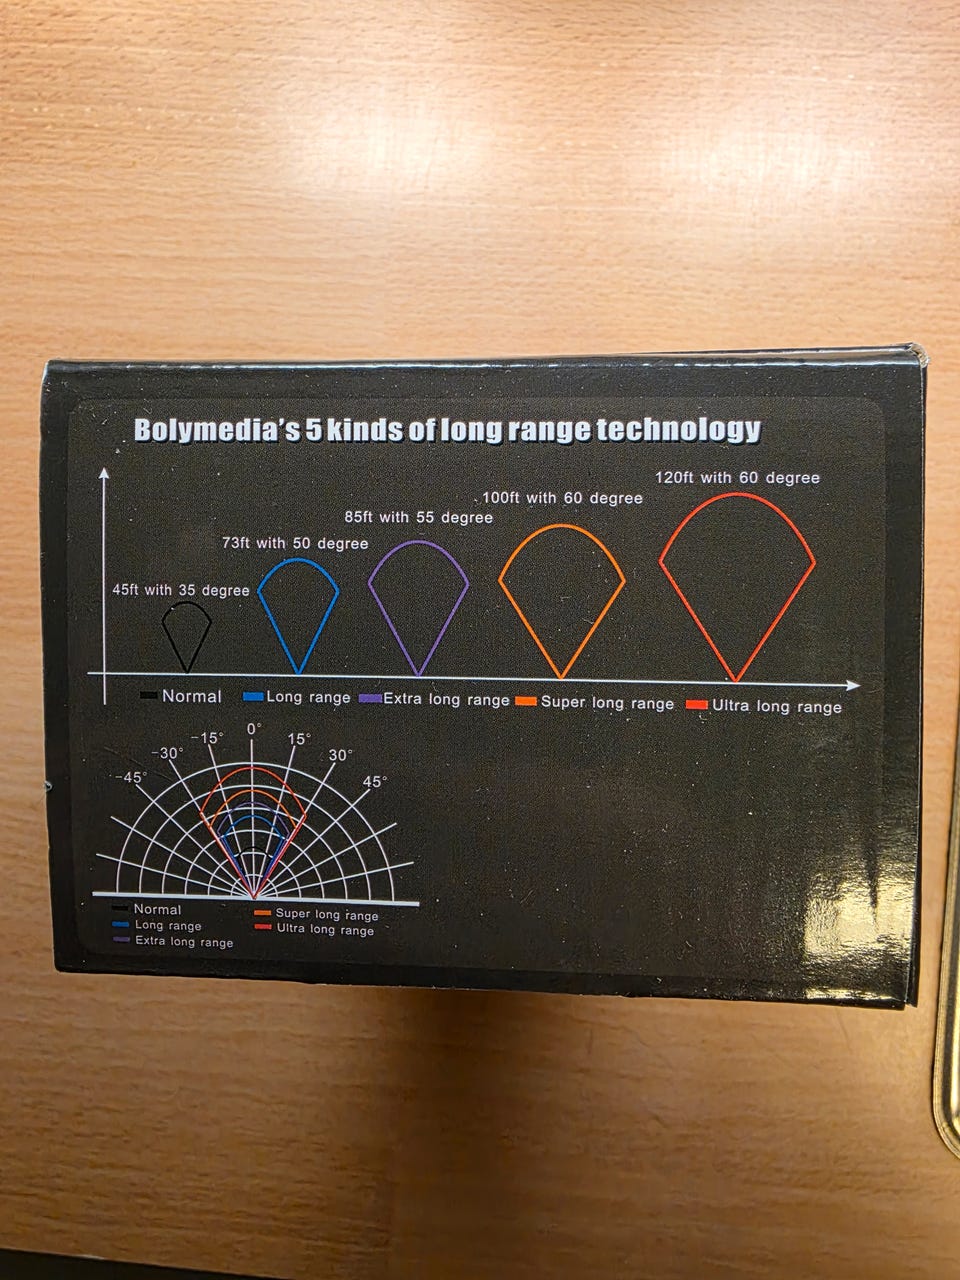 Bolymedia's 5 kinds of long range technology
120ft with 60 degree
100ft with 60 degree
85ft with 55 degree
73ft with 50 degree
45ft with 35 degree
Normal Long range Extra long range Super long range Ultra long range
-45° -30° -15° 0° 15° 30° 45°
Normal Super long range
Long range Ultra long range
Extra long range